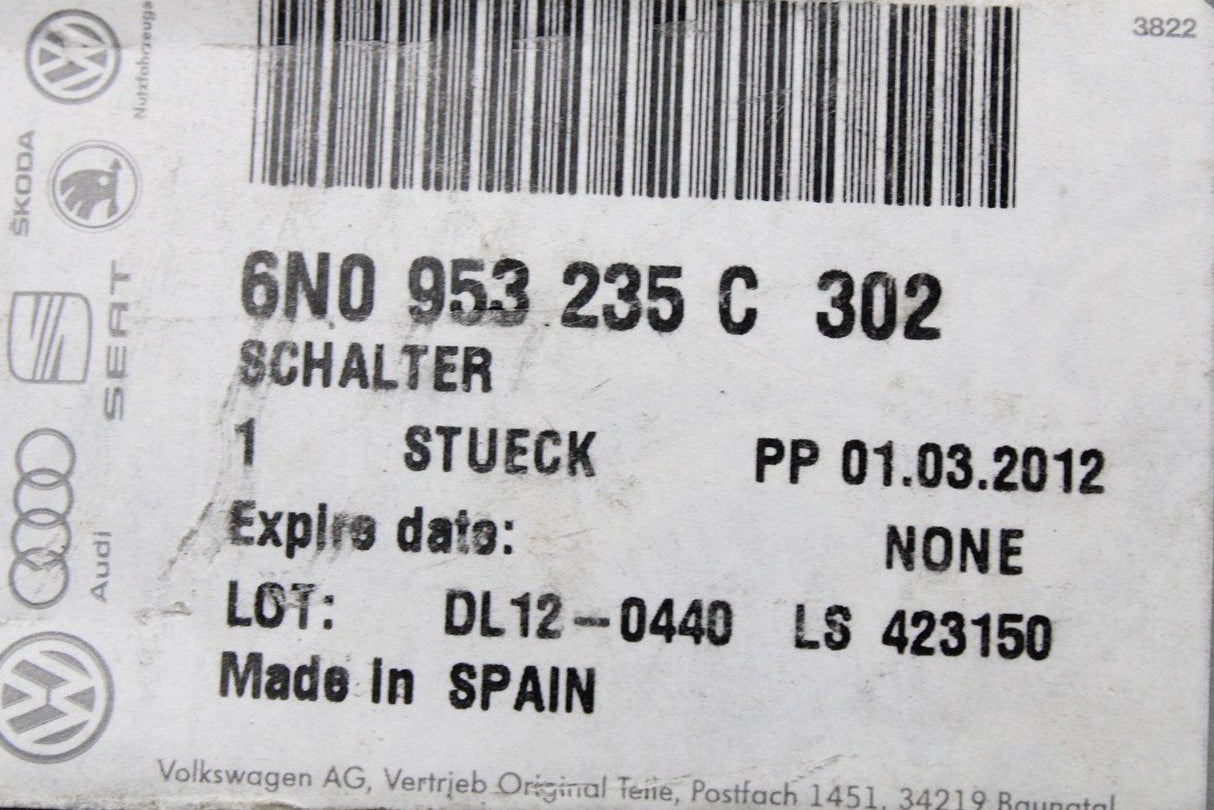 3822
Nutzfahrzeuge
ŠKODA
SEAT
Audi
6N0 953 235 C 302
SCHALTER
1 STUECK PP 01.03.2012
Expire date: NONE
LOT: DL12-0440 LS 423150
Made in SPAIN
Volkswagen AG, Vertrieb Original Teile, Postfach 1451, 34219 Baunatal